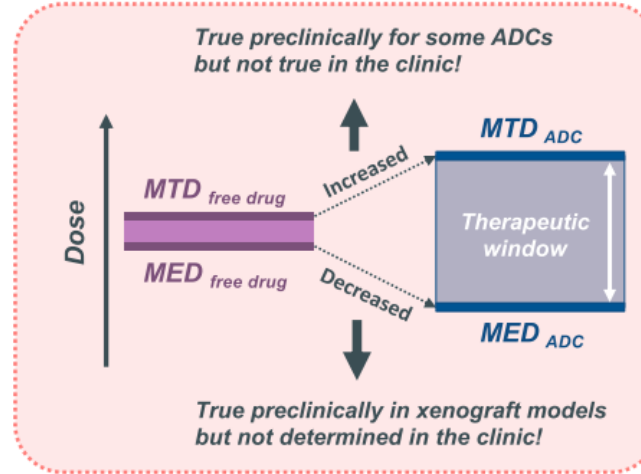 True preclinically for some ADCs
but not true in the clinic!
Dose
MTD free drug
MED free drug
Increased
Decreased
MTD ADC
Therapeutic
window
MED ADC
True preclinically in xenograft models
but not determined in the clinic!